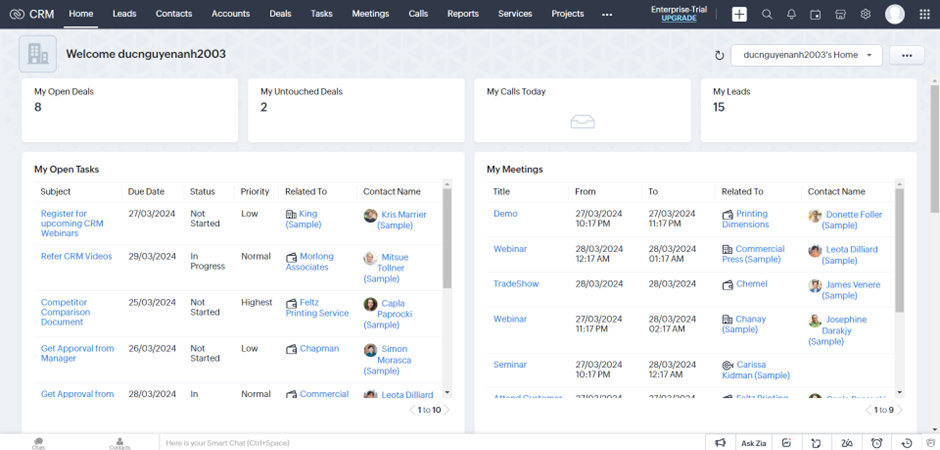 CRM Home Leads Contacts Accounts Deals Tasks Meetings Calls Reports Services Projects ••• Enterprise-Trial
UPGRADE
Welcome ducnguyenanh2003
ducnguyenanh2003's Home
My Open Deals
8
My Untouched Deals
2
My Calls Today
My Leads
15
My Open Tasks
Subject Due Date Status Priority Related To Contact Name
Register for 27/03/2024 Not Low King Kris Marrier
upcoming CRM Started (Sample) (Sample)
Webinars
Refer CRM Videos 29/03/2024 In Normal Morlong Mitsue
Progress Associates Tollner
(Sample)
Competitor 25/03/2024 Not Highest Feltz Capla
Comparison Started Printing Service Paprocki
Document (Sample)
Get Apporval from 26/03/2024 Not Low Chapman Simon
Manager Started Morasca
(Sample)
Get Apporval from 28/03/2024 In Normal Commercial Leota Dilliard
1 to 10
My Meetings
Title From To Related To Contact Name
Demo 27/03/2024 27/03/2024 Printing Donette Foller
10:17 PM 11:17 PM Dimensions (Sample)
Webinar 28/03/2024 28/03/2024 Commercial Leota Dilliard
12:17 AM 01:17 AM Press (Sample) (Sample)
TradeShow 28/03/2024 28/03/2024 Chemel James Venere
(Sample)
Webinar 27/03/2024 28/03/2024 Chanay Josephine
11:17 PM 02:17 AM (Sample) Darakjy
(Sample)
Seminar 27/03/2024 28/03/2024 Carissa
10:17 PM 12:17 AM Kidman (Sample)
Attend Customer 27/03/2024 27/03/2024 Feltz Printing Capla Paprocki
1 to 9
Chats Contacts Here is your Smart Chat (Ctrl+Space) Ask Zia